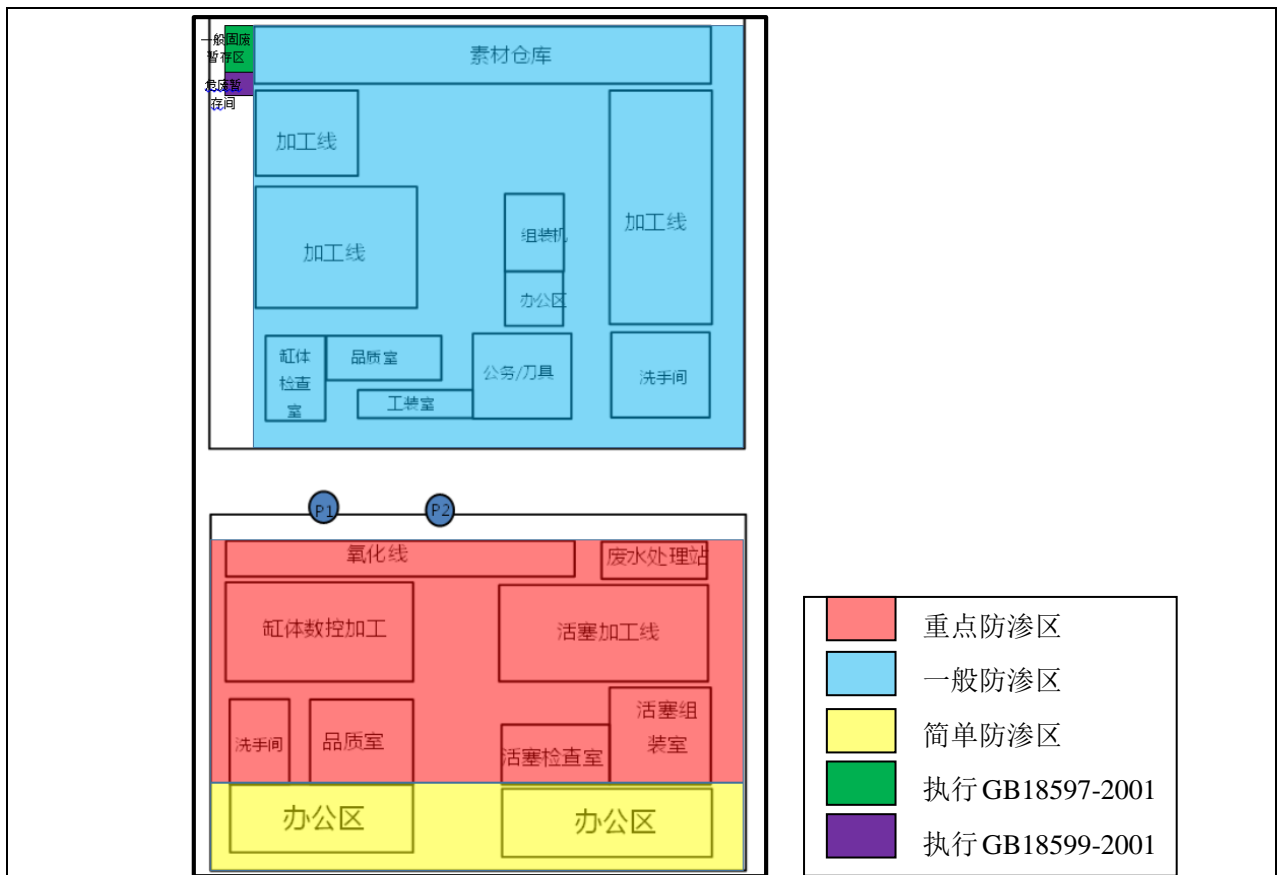 一般固废
暂存区
危废暂
存间
素材仓库
加工线
加工线
组装机
办公区
加工线
缸体
检查
室
品质室
工装室
公务/刀具
洗手间
P1
P2
氧化线
废水处理站
缸体数控加工
活塞加工线
洗手间
品质室
活塞检查室
活塞组
装室
办公区
办公区
重点防渗区
一般防渗区
简单防渗区
执行GB18597-2001
执行GB18599-2001